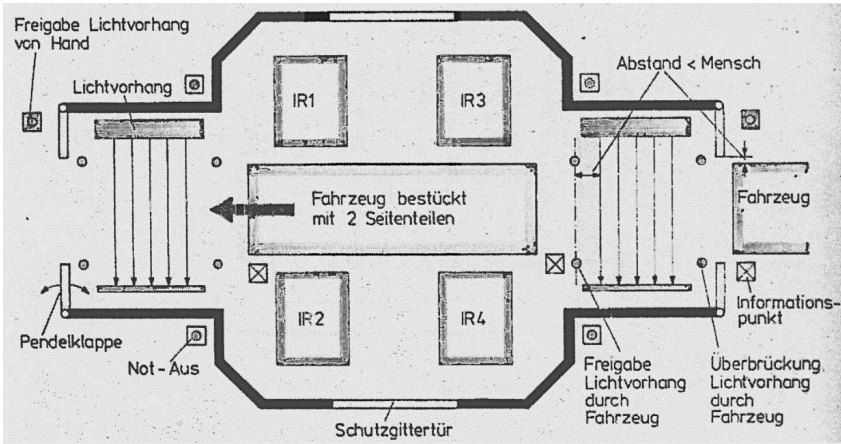 Freigabe Lichtvorhang
von Hand
Lichtvorhang
IR1
IR3
Abstand < Mensch
Fahrzeug bestückt
mit 2 Seitenteilen
Fahrzeug
IR2
IR4
Pendelklappe
Not-Aus
Informations-
punkt
Freigabe
Lichtvorhang
durch
Fahrzeug
Überbrückung
Lichtvorhang
durch
Fahrzeug
Schutzgittertür